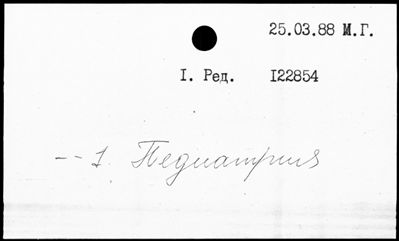 25.03.88 М.Г.
I. Ред. I22854
-- 1. Педиатрия